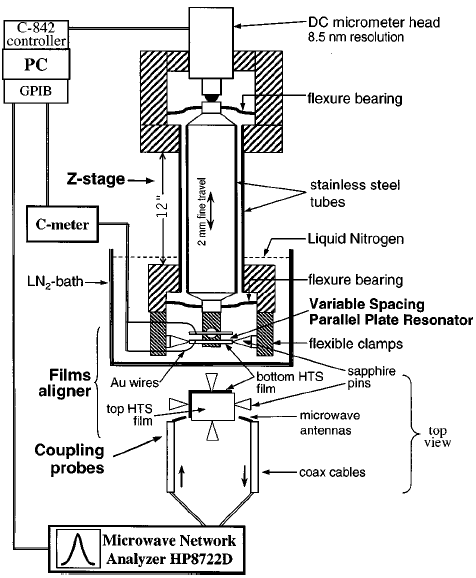 C-842
controller
PC
GPIB
DC micrometer head
8.5 nm resolution
flexure bearing
Z-stage
12"
2 mm fine travel
stainless steel
tubes
C-meter
Liquid Nitrogen
LN2-bath
flexure bearing
Variable Spacing
Parallel Plate Resonator
flexible clamps
Films
aligner
Au wires
bottom HTS
film
sapphire
pins
top HTS
film
microwave
antennas
top
view
Coupling
probes
coax cables
Microwave Network
Analyzer HP8722D